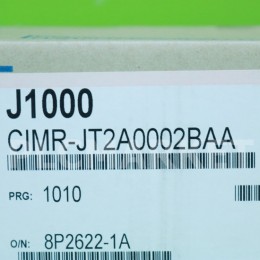 J1000
CIMR-JT2A0002BAA
PRG: 1010
O/N: 8P2622-1A